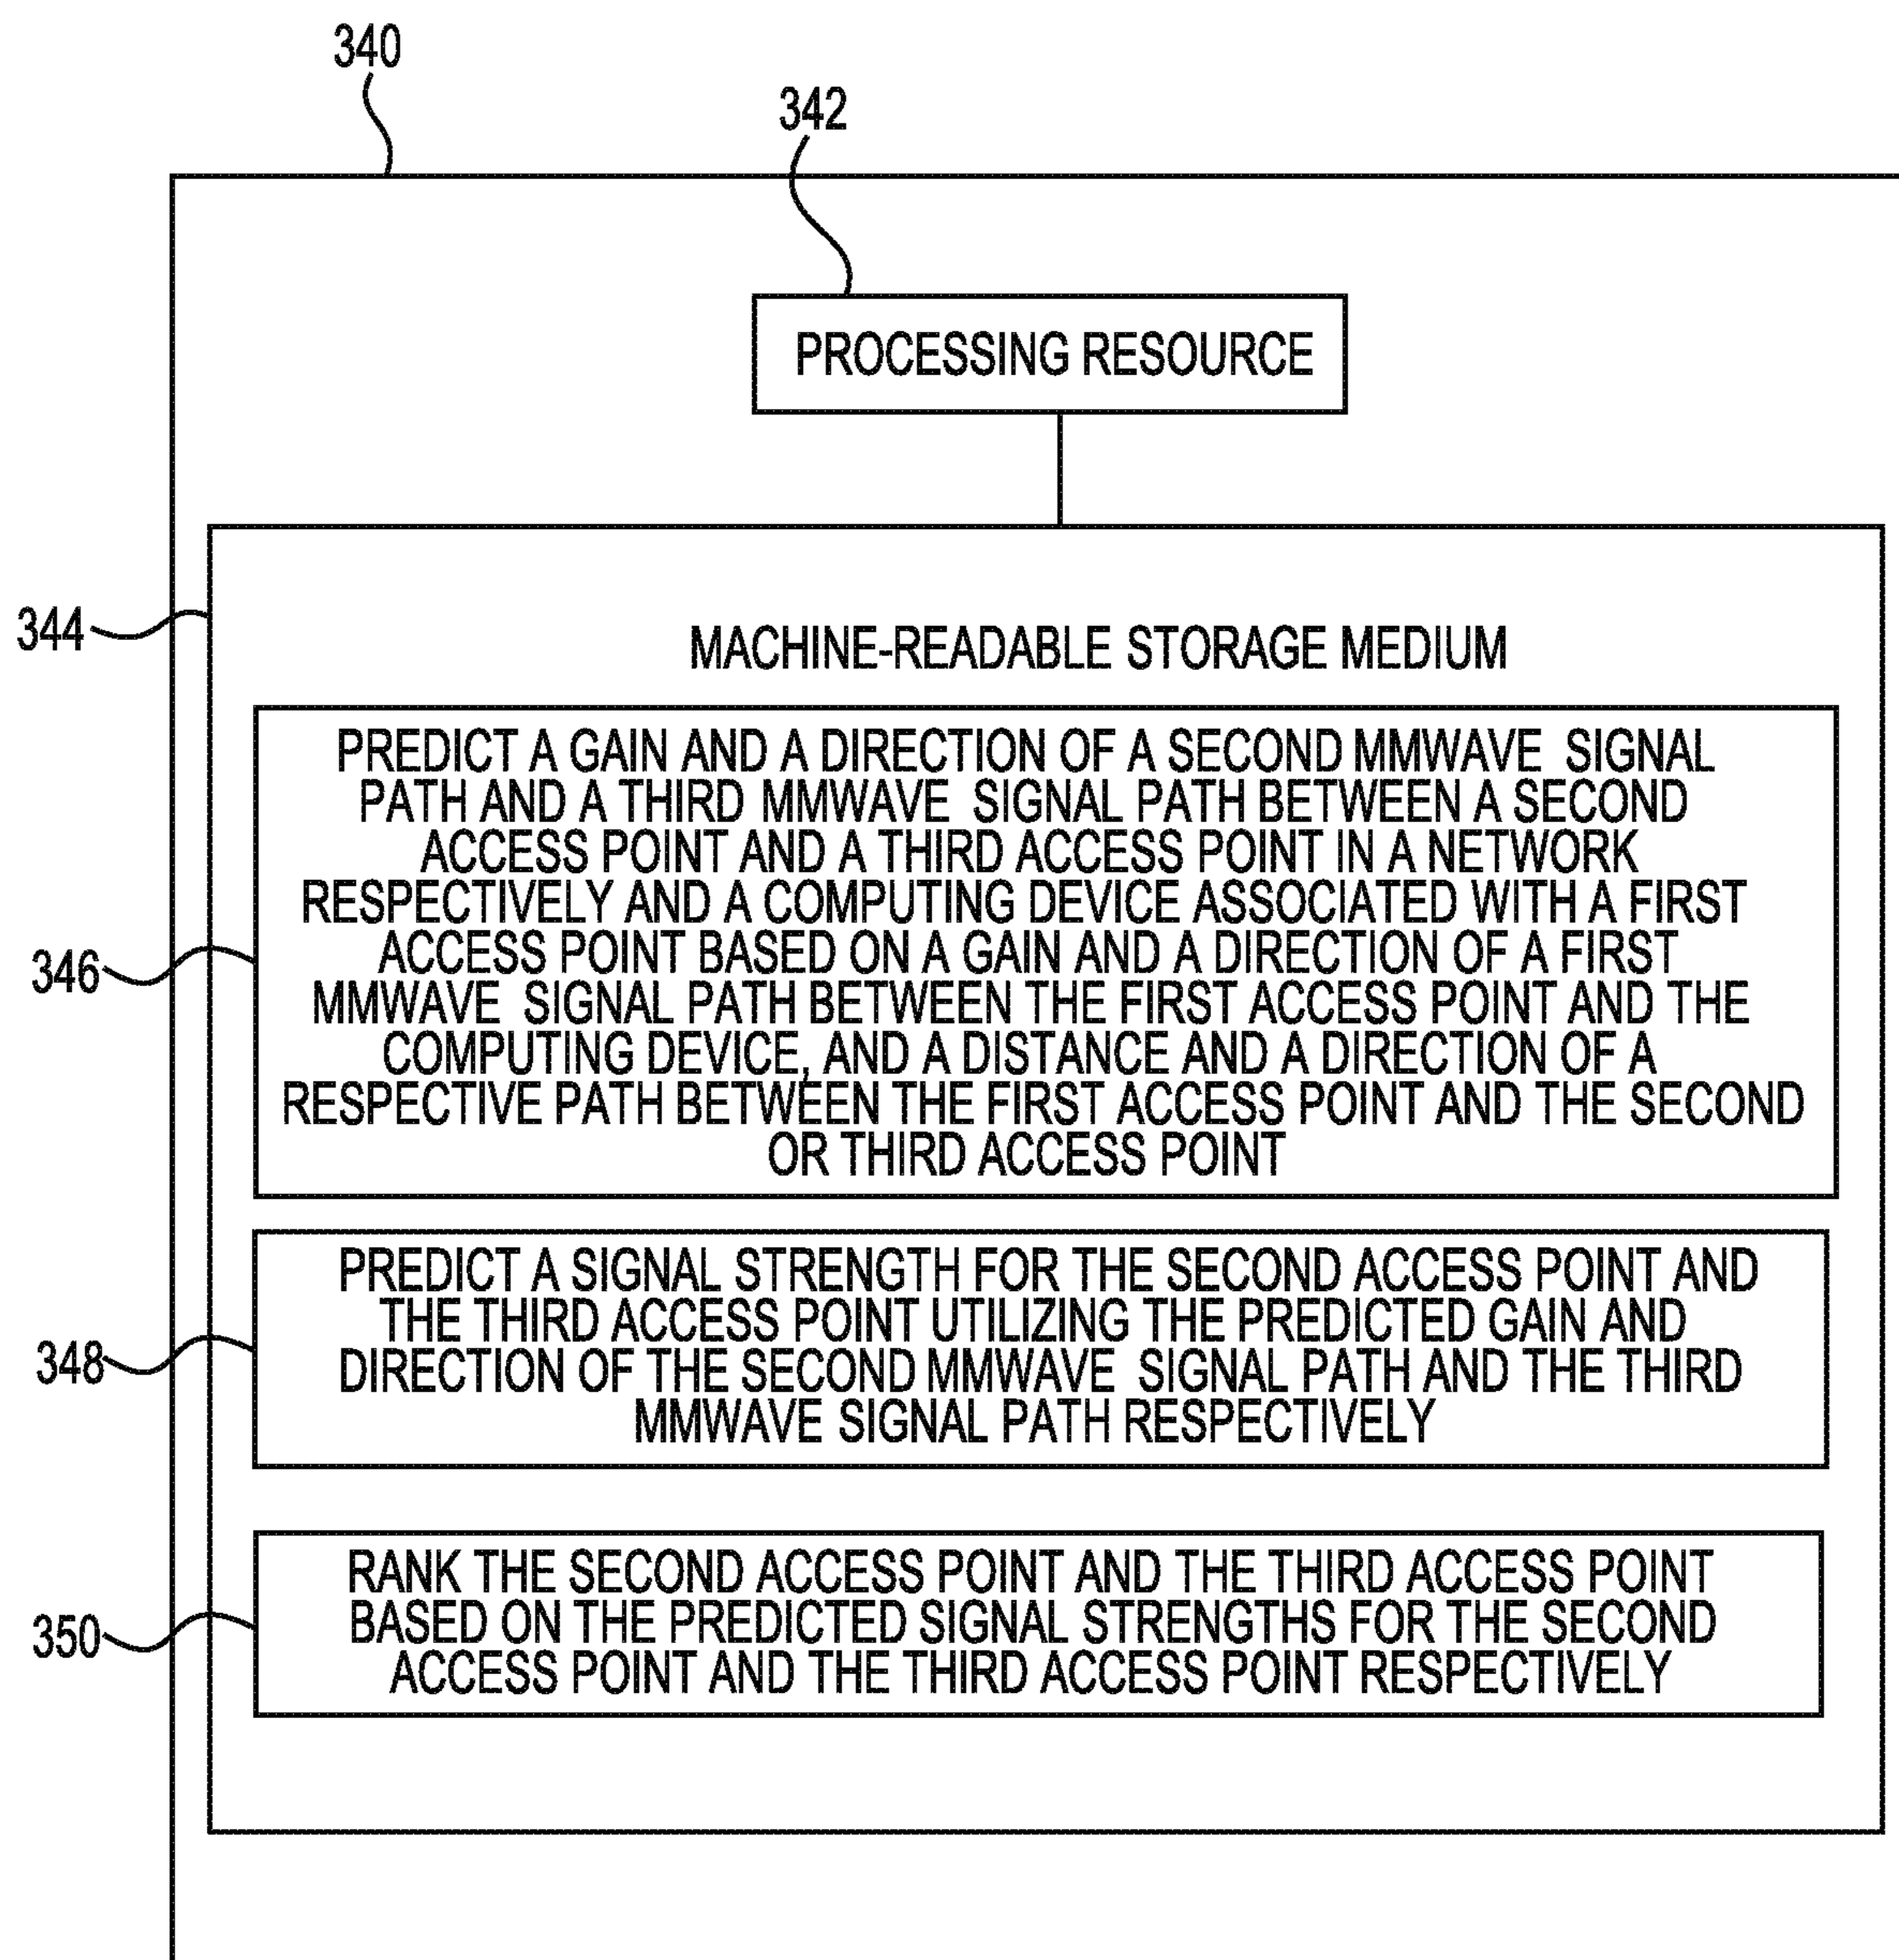 340
342
PROCESSING RESOURCE
344
MACHINE-READABLE STORAGE MEDIUM
346
PREDICT A GAIN AND A DIRECTION OF A SECOND MMWAVE SIGNAL
PATH AND A THIRD MMWAVE SIGNAL PATH BETWEEN A SECOND
ACCESS POINT AND A THIRD ACCESS POINT IN A NETWORK
RESPECTIVELY AND A COMPUTING DEVICE ASSOCIATED WITH A FIRST
ACCESS POINT BASED ON A GAIN AND A DIRECTION OF A FIRST
MMWAVE SIGNAL PATH BETWEEN THE FIRST ACCESS POINT AND THE
COMPUTING DEVICE, AND A DISTANCE AND A DIRECTION OF A
RESPECTIVE PATH BETWEEN THE FIRST ACCESS POINT AND THE SECOND
OR THIRD ACCESS POINT
348
PREDICT A SIGNAL STRENGTH FOR THE SECOND ACCESS POINT AND
THE THIRD ACCESS POINT UTILIZING THE PREDICTED GAIN AND
DIRECTION OF THE SECOND MMWAVE SIGNAL PATH AND THE THIRD
MMWAVE SIGNAL PATH RESPECTIVELY
350
RANK THE SECOND ACCESS POINT AND THE THIRD ACCESS POINT
BASED ON THE PREDICTED SIGNAL STRENGTHS FOR THE SECOND
ACCESS POINT AND THE THIRD ACCESS POINT RESPECTIVELY